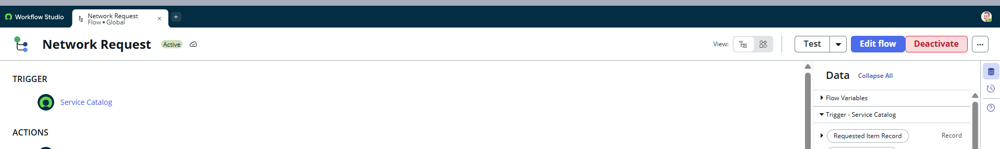 Workflow Studio
Network Request
Flow • Global
Network Request
Active
View:
Test
Edit flow
Deactivate
TRIGGER
Service Catalog
ACTIONS
Data
Collapse All
Flow Variables
Trigger - Service Catalog
Requested Item Record
Record